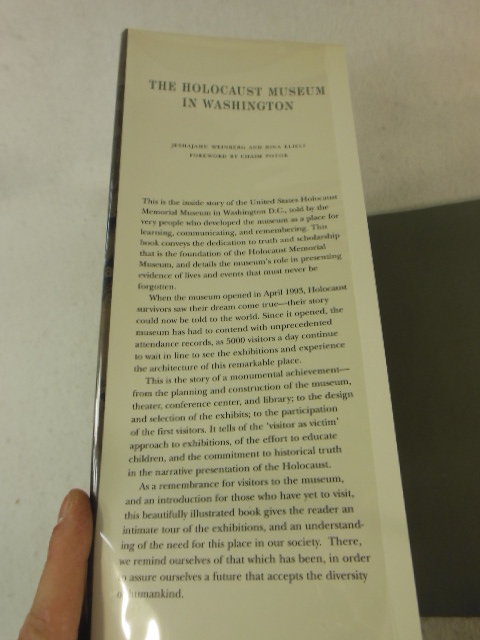 THE HOLOCAUST MUSEUM
IN WASHINGTON
JESHAJAHU WEINBERG AND RINA ELIELI
FOREWORD BY CHAIM POTOK
This is the inside story of the United States Holocaust
Memorial Museum in Washington D.C., told by the
very people who developed the museum as a place for
learning, communicating, and remembering. This
book conveys the dedication to truth and scholarship
that is the foundation of the Holocaust Memorial
Museum, and details the museum's role in presenting
evidence of lives and events that must never be
forgotten.
When the museum opened in April 1993, Holocaust
survivors saw their dream come true—their story
could now be told to the world. Since it opened, the
museum has had to contend with unprecedented
attendance records, as 5000 visitors a day continue
to wait in line to see the exhibitions and experience
the architecture of this remarkable place.
This is the story of a monumental achievement—
from the planning and construction of the museum,
theater, conference center, and library; to the design
and selection of the exhibits; to the participation
of the first visitors. It tells of the 'visitor as victim'
approach to exhibitions, of the effort to educate
children, and the commitment to historical truth
in the narrative presentation of the Holocaust.
As a remembrance for visitors to the museum,
and an introduction for those who have yet to visit,
this beautifully illustrated book gives the reader an
intimate tour of the exhibitions, and an understand-
ing of the need for this place in our society. There,
we remind ourselves of that which has been, in order
to assure ourselves a future that accepts the diversity
of humankind.